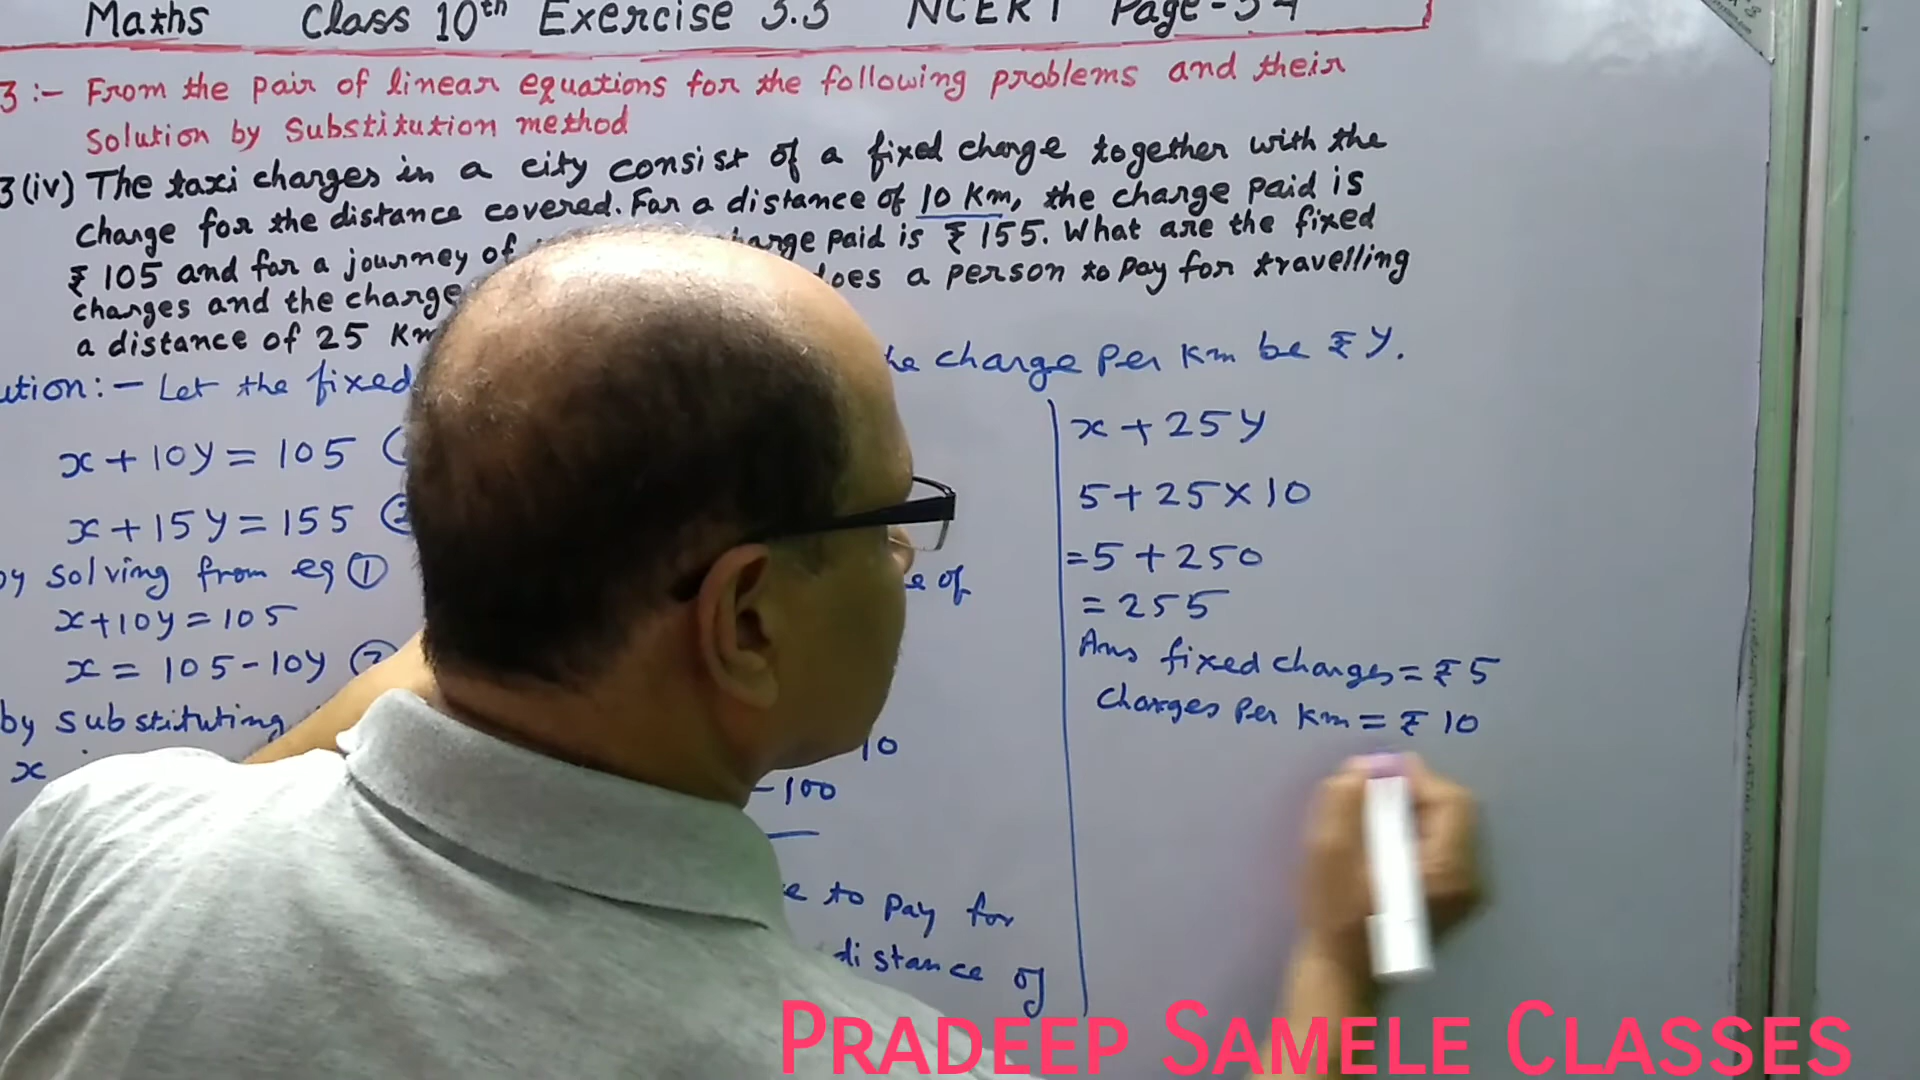 Maths Class 10th Exercise 3.3 NCERT Page-54
3:- From the pair of linear equations for the following problems and their
solution by Substitution method
3(iv) The taxi charges in a city consist of a fixed charge together with the
charge for the distance covered. For a distance of 10 Km, the charge paid is
₹ 105 and for a journey of charge paid is ₹ 155. What are the fixed
charges and the charge does a person to pay for travelling
a distance of 25 Km
ution:- Let the fixed he charge per km be ₹ y.
x+10y=105
x+15y=155 ②
by solving from eq ①
x+10y=105
x=105-10y ③
by substituting
x
e of
10
-100
e to pay for
distance of
x+25y
5+25×10
=5+250
=255
Ans fixed charges=₹5
Charges per km=₹10
PRADEEP SAMELE CLASSES